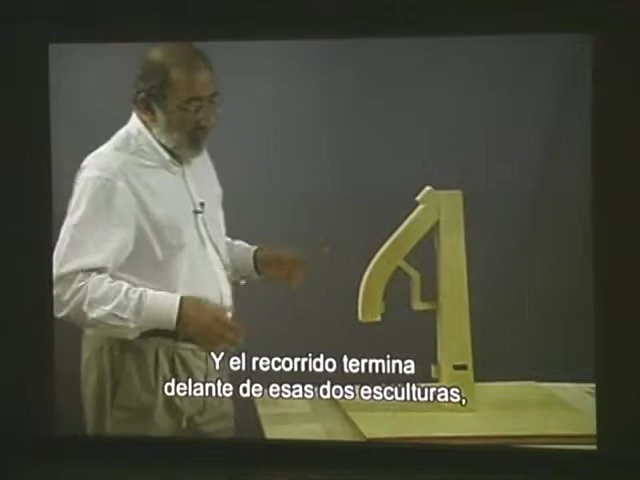 Y el recorrido termina
delante de esas dos esculturas,